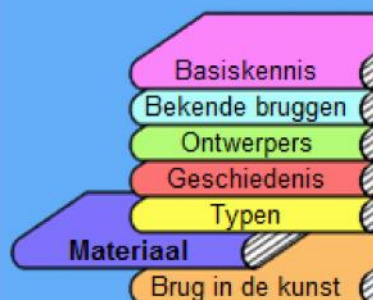 Basiskennis
Bekende bruggen
Ontwerpers
Geschiedenis
Typen
Materiaal
Brug in de kunst